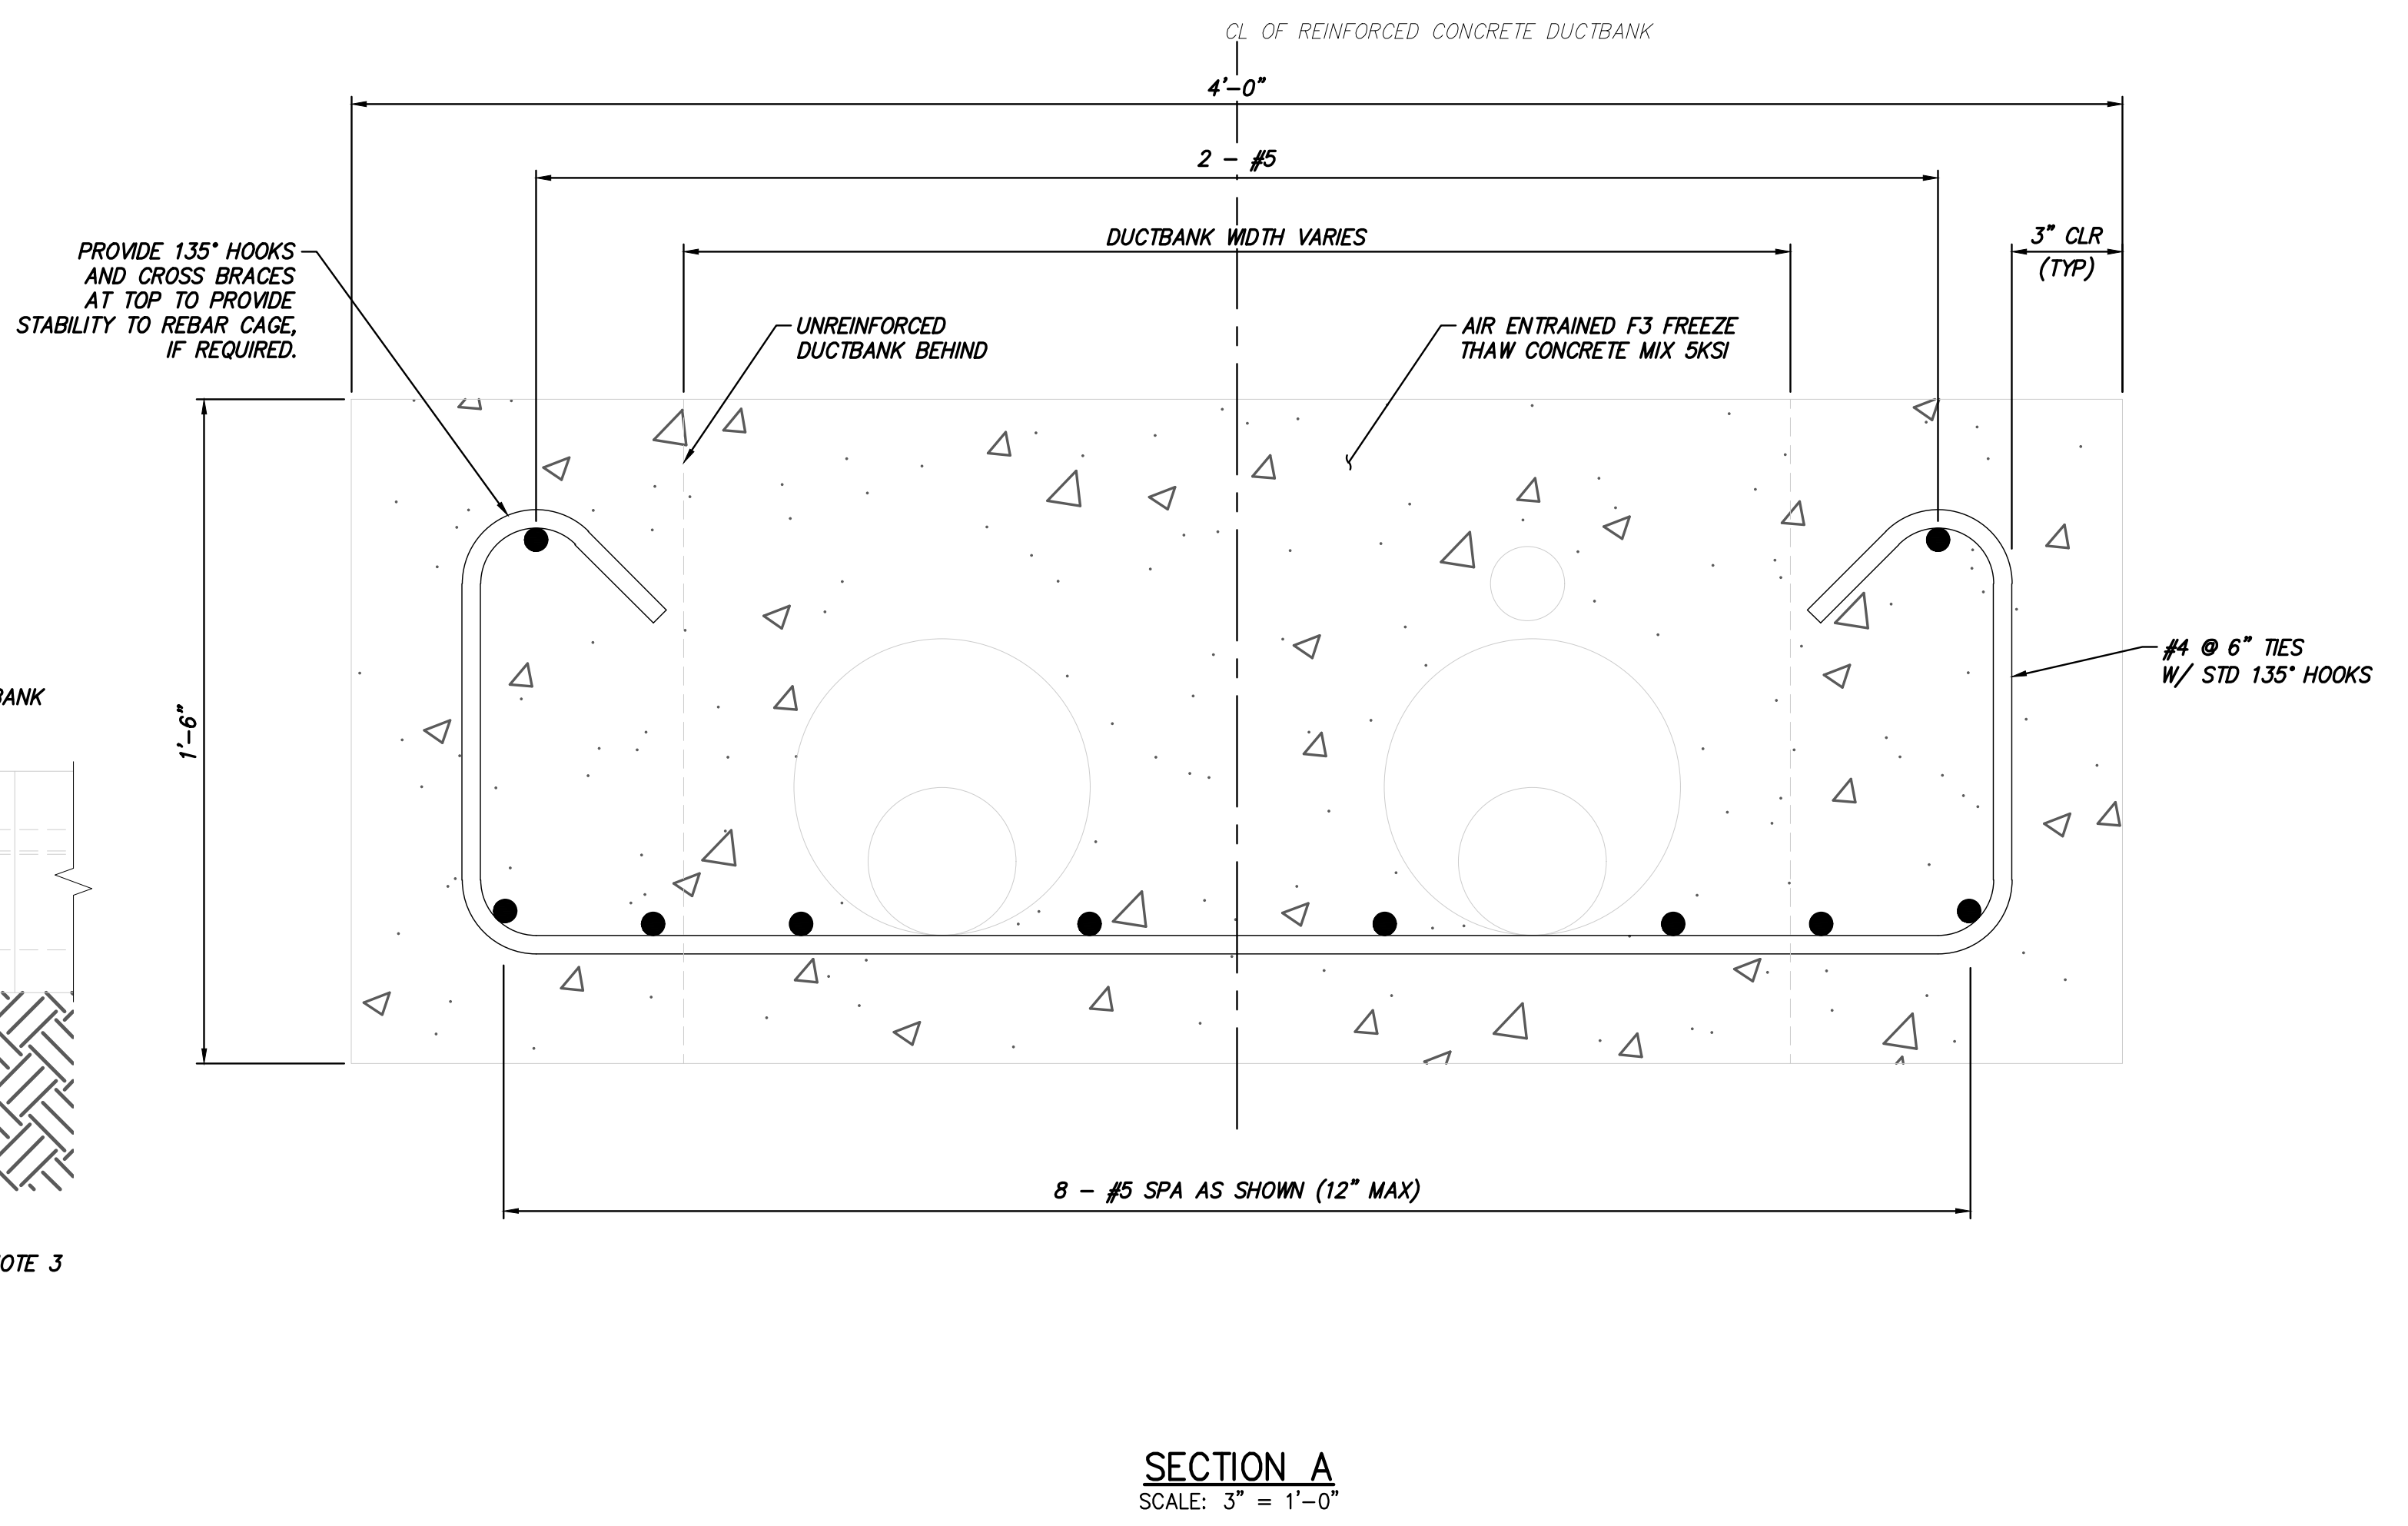 CL OF REINFORCED CONCRETE DUCTBANK
4'-0"
2 - #5
DUCTBANK WIDTH VARIES
3" CLR
(TYP)
PROVIDE 135° HOOKS
AND CROSS BRACES
AT TOP TO PROVIDE
STABILITY TO REBAR CAGE,
IF REQUIRED.
UNREINFORCED
DUCTBANK BEHIND
AIR ENTRAINED F3 FREEZE
THAW CONCRETE MIX 5KSI
#4 @ 6" TIES
W/ STD 135° HOOKS
BANK
1'-6"
8 - #5 SPA AS SHOWN (12" MAX)
OTE 3
SECTION A
SCALE: 3" = 1'-0"